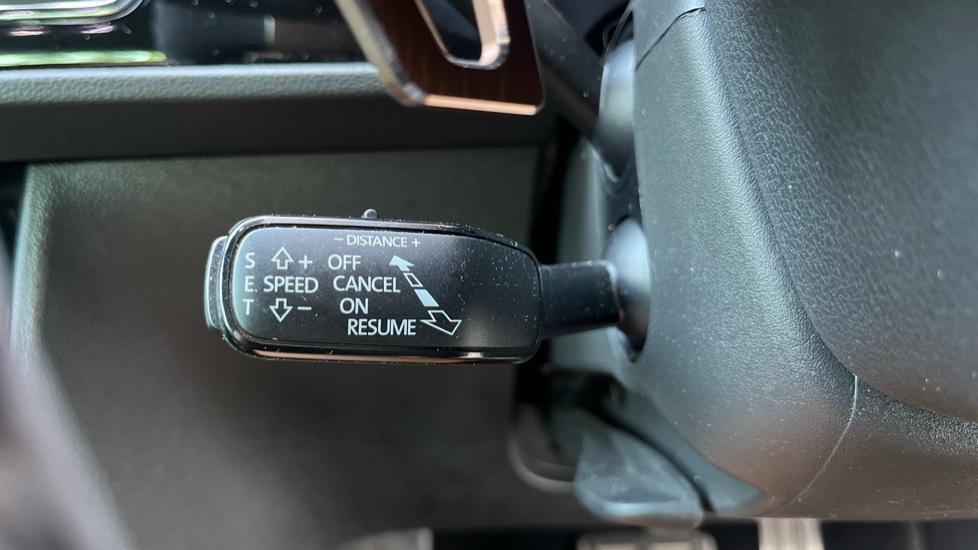 − DISTANCE +
S + OFF
E. SPEED CANCEL
T − ON
RESUME